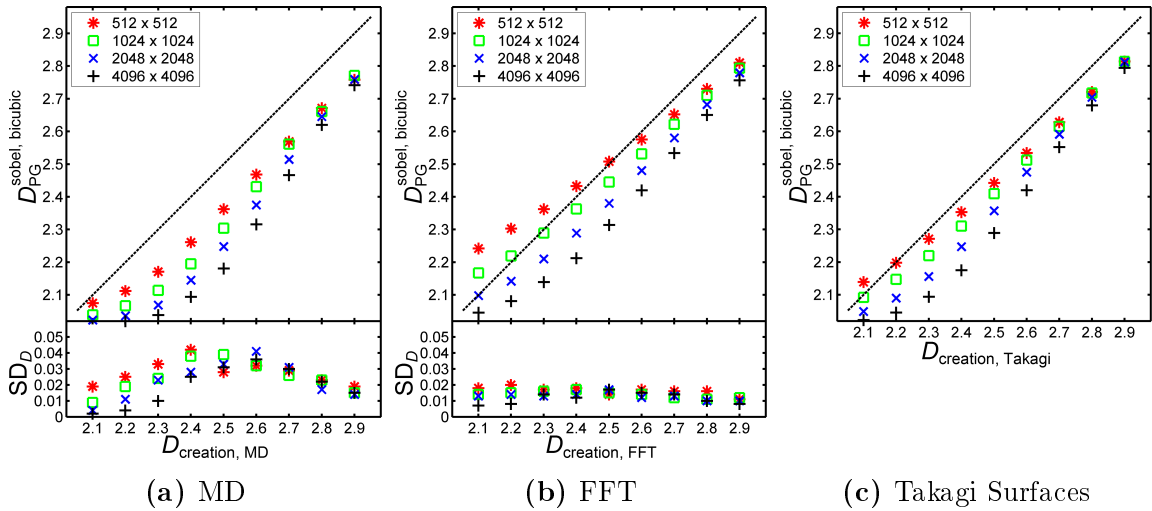 512 x 512
1024 x 1024
2048 x 2048
4096 x 4096
D_PG^sobel, bicubic
2.9
2.8
2.7
2.6
2.5
2.4
2.3
2.2
2.1
SD_D
0.05
0.04
0.03
0.02
0.01
0
2.1 2.2 2.3 2.4 2.5 2.6 2.7 2.8 2.9
D_creation, MD
(a) MD
512 x 512
1024 x 1024
2048 x 2048
4096 x 4096
D_PG^sobel, bicubic
2.9
2.8
2.7
2.6
2.5
2.4
2.3
2.2
2.1
SD_D
0.05
0.04
0.03
0.02
0.01
0
2.1 2.2 2.3 2.4 2.5 2.6 2.7 2.8 2.9
D_creation, FFT
(b) FFT
512 x 512
1024 x 1024
2048 x 2048
4096 x 4096
D_PG^sobel, bicubic
2.9
2.8
2.7
2.6
2.5
2.4
2.3
2.2
2.1
2.1 2.2 2.3 2.4 2.5 2.6 2.7 2.8 2.9
D_creation, Takagi
(c) Takagi Surfaces